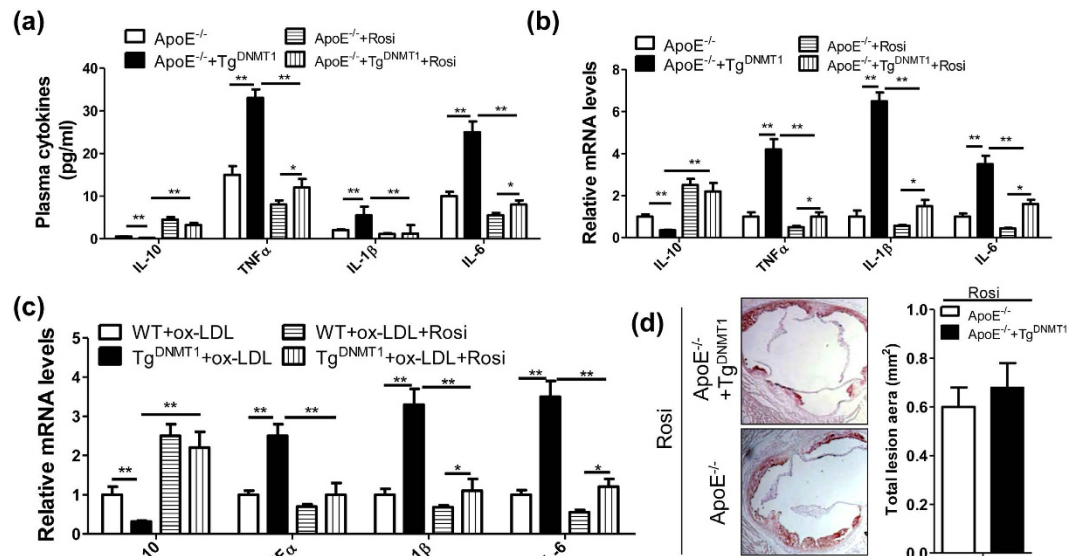 (a)
ApoE-/-
ApoE-/-+Rosi
ApoE-/-+TgDNMT1
ApoE-/-+TgDNMT1+Rosi
Plasma cytokines
(pg/ml)
40
30
20
10
0
**
**
**
**
*
**
**
**
**
*
IL-10
TNFα
IL-1β
IL-6
(b)
ApoE-/-
ApoE-/-+Rosi
ApoE-/-+TgDNMT1
ApoE-/-+TgDNMT1+Rosi
Relative mRNA levels
8
6
4
2
0
**
**
**
**
*
**
**
*
**
**
*
IL-10
TNFα
IL-1β
IL-6
(c)
WT+ox-LDL
WT+ox-LDL+Rosi
TgDNMT1+ox-LDL
TgDNMT1+ox-LDL+Rosi
Relative mRNA levels
5
4
3
2
1
0
**
**
**
**
**
**
*
**
**
*
(d)
Rosi
ApoE-/-
+TgDNMT1
ApoE-/-
Rosi
ApoE-/-
ApoE-/-+TgDNMT1
Total lesion aera (mm2)
1.0
0.8
0.6
0.4
0.2
0.0